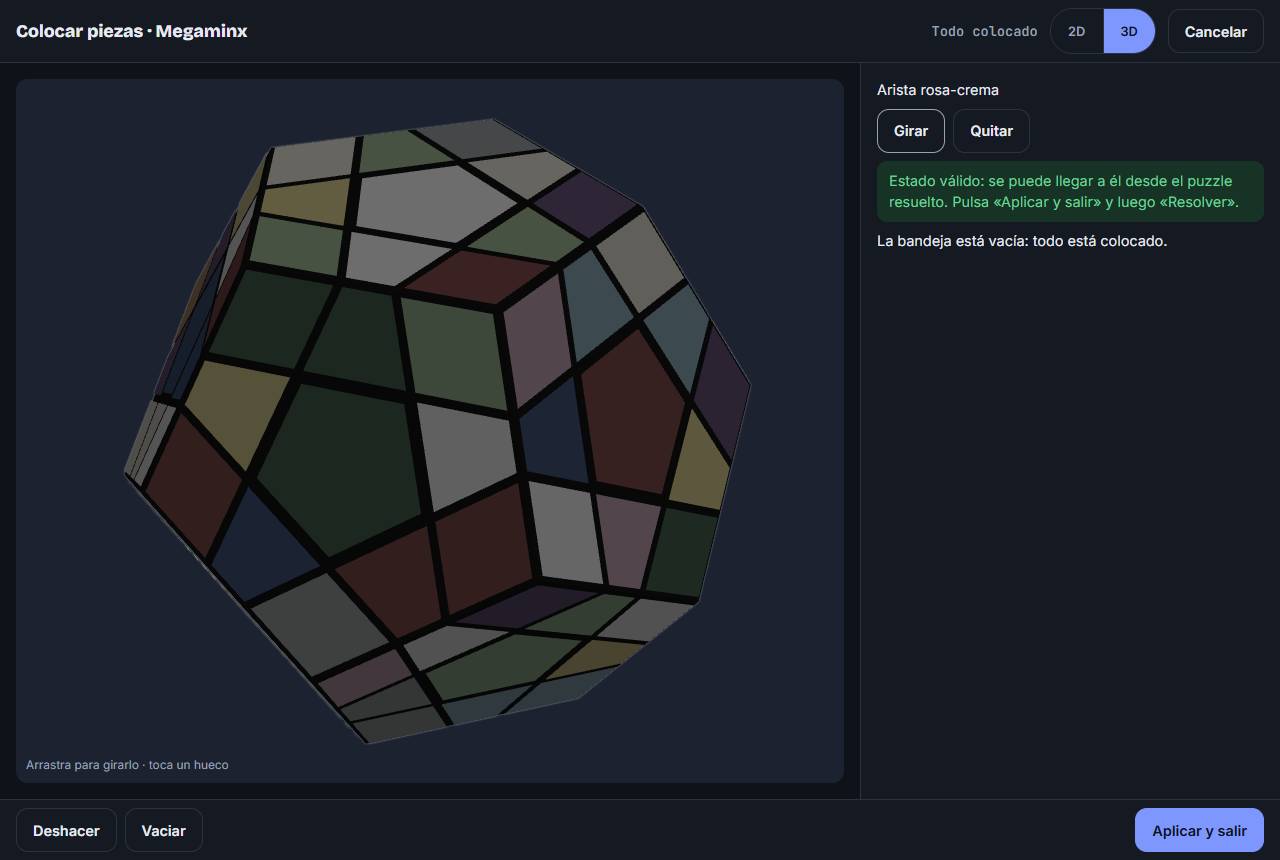 Colocar piezas · Megaminx
Todo colocado
2D
3D
Cancelar
Arista rosa-crema
Girar
Quitar
Estado válido: se puede llegar a él desde el puzzle
resuelto. Pulsa «Aplicar y salir» y luego «Resolver».
La bandeja está vacía: todo está colocado.
Arrastra para girarlo · toca un hueco
Deshacer
Vaciar
Aplicar y salir